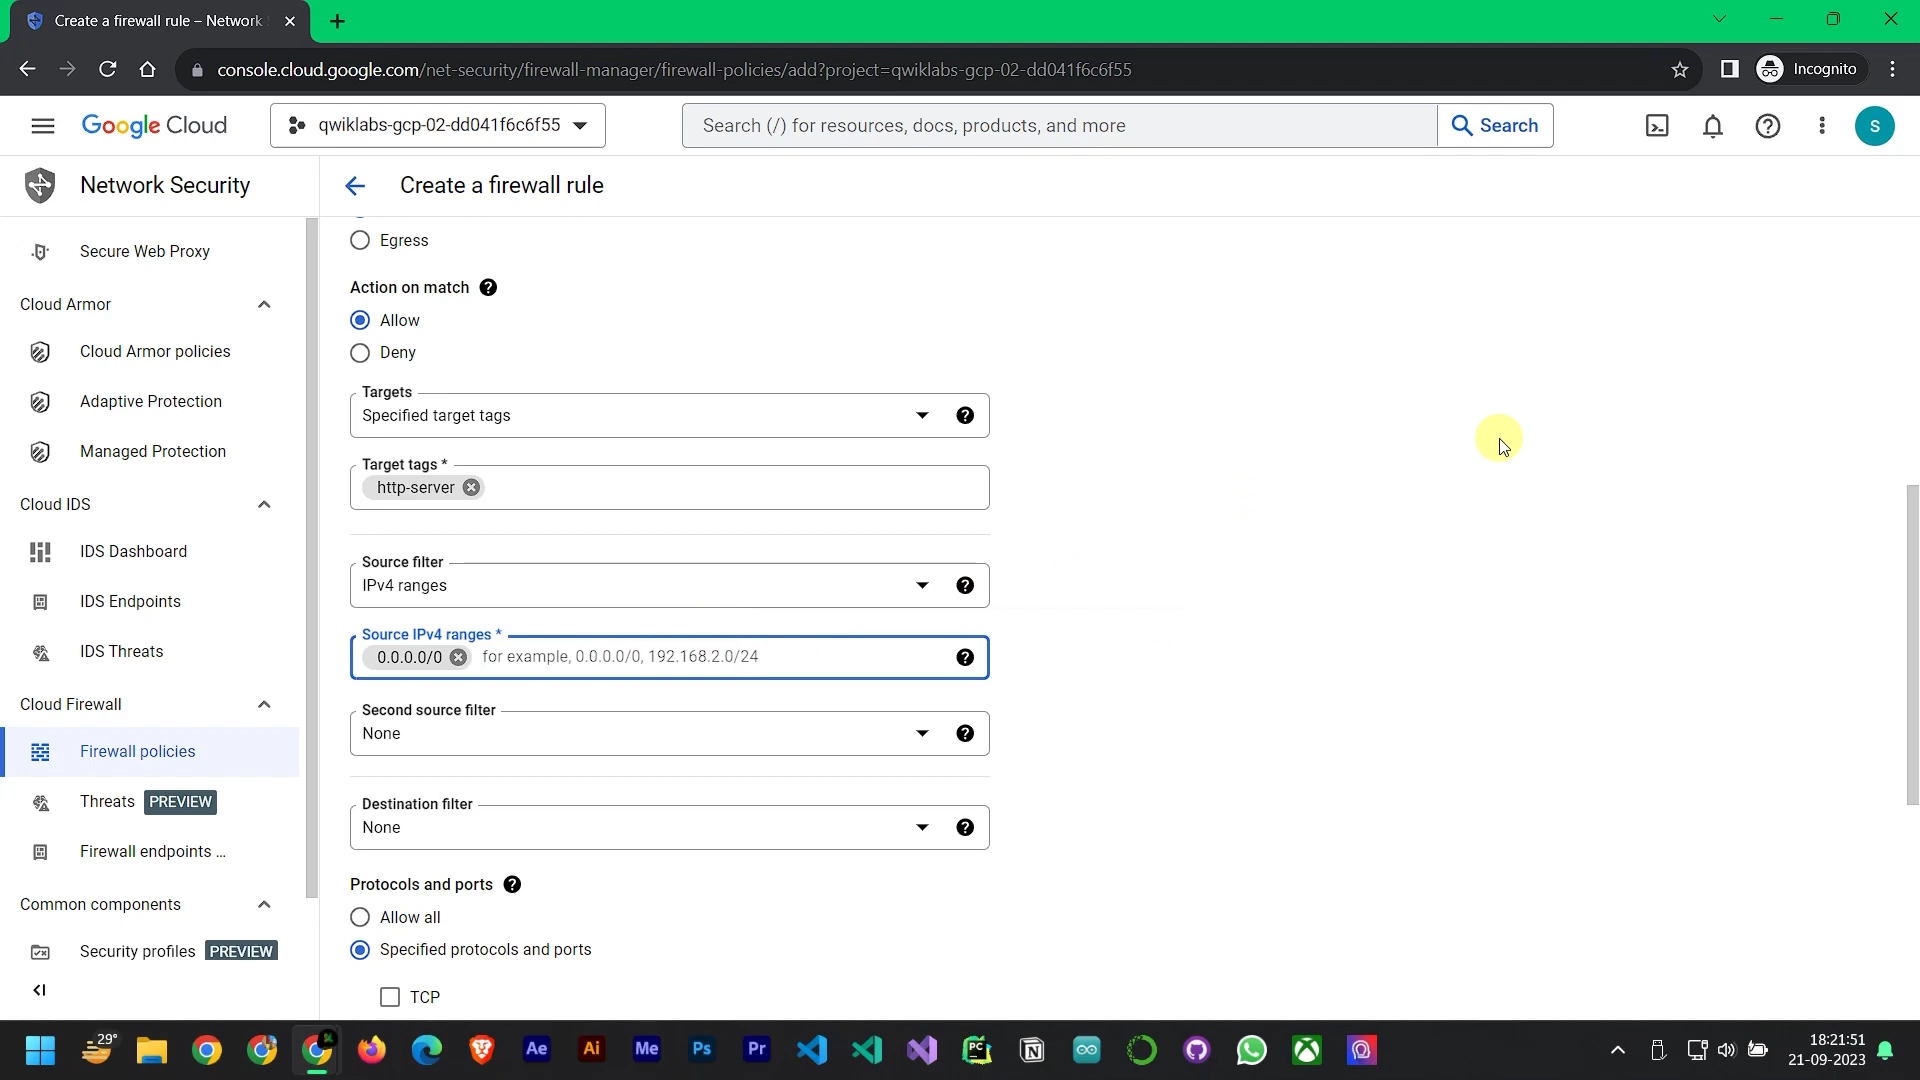 Create a firewall rule – Network
console.cloud.google.com/net-security/firewall-manager/firewall-policies/add?project=qwiklabs-gcp-02-dd041f6c6f55
Incognito
Google Cloud
qwiklabs-gcp-02-dd041f6c6f55
Search (/) for resources, docs, products, and more
Search
S
Network Security
Create a firewall rule
Secure Web Proxy
Cloud Armor
Cloud Armor policies
Adaptive Protection
Managed Protection
Cloud IDS
IDS Dashboard
IDS Endpoints
IDS Threats
Cloud Firewall
Firewall policies
Threats PREVIEW
Firewall endpoints ...
Common components
Security profiles PREVIEW
Egress
Action on match
Allow
Deny
Targets
Specified target tags
Target tags *
http-server
Source filter
IPv4 ranges
Source IPv4 ranges *
0.0.0.0/0 for example, 0.0.0.0/0, 192.168.2.0/24
Second source filter
None
Destination filter
None
Protocols and ports
Allow all
Specified protocols and ports
TCP
29°
Ae
Ai
Me
Ps
Pr
PC
N
18:21:51
21-09-2023